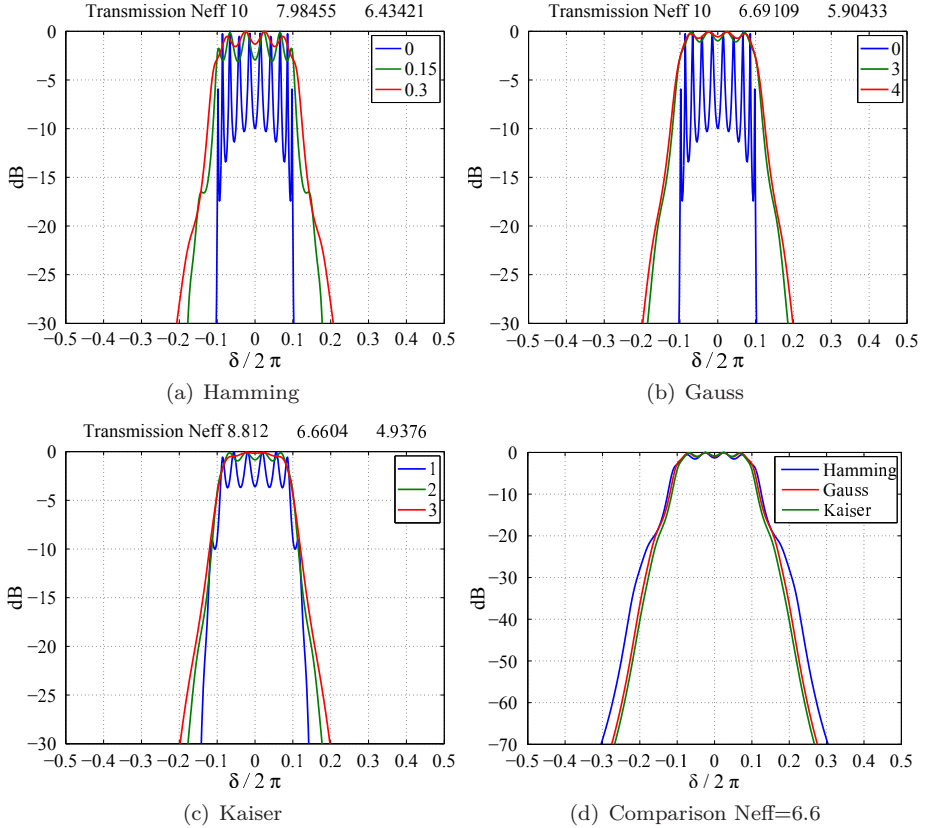 Transmission Neff 10 7.98455 6.43421
0
−5
−10
−15
−20
−25
−30
dB
0
0.15
0.3
−0.5 −0.4 −0.3 −0.2 −0.1 0 0.1 0.2 0.3 0.4 0.5
δ / 2 π
(a) Hamming
Transmission Neff 10 6.69109 5.90433
0
−5
−10
−15
−20
−25
−30
dB
0
3
4
−0.5 −0.4 −0.3 −0.2 −0.1 0 0.1 0.2 0.3 0.4 0.5
δ / 2 π
(b) Gauss
Transmission Neff 8.812 6.6604 4.9376
0
−5
−10
−15
−20
−25
−30
dB
1
2
3
−0.5 −0.4 −0.3 −0.2 −0.1 0 0.1 0.2 0.3 0.4 0.5
δ / 2 π
(c) Kaiser
0
−10
−20
−30
−40
−50
−60
−70
dB
Hamming
Gauss
Kaiser
−0.5 −0.4 −0.3 −0.2 −0.1 0 0.1 0.2 0.3 0.4 0.5
δ / 2 π
(d) Comparison Neff=6.6